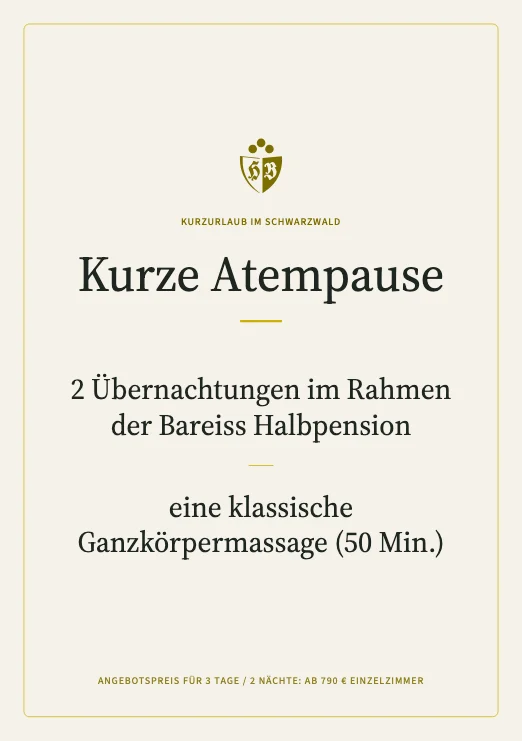 HB
KURZURLAUB IM SCHWARZWALD
Kurze Atempause
2 Übernachtungen im Rahmen
der Bareiss Halbpension
eine klassische
Ganzkörpermassage (50 Min.)
ANGEBOTSPREIS FÜR 3 TAGE / 2 NÄCHTE: AB 790 € EINZELZIMMER